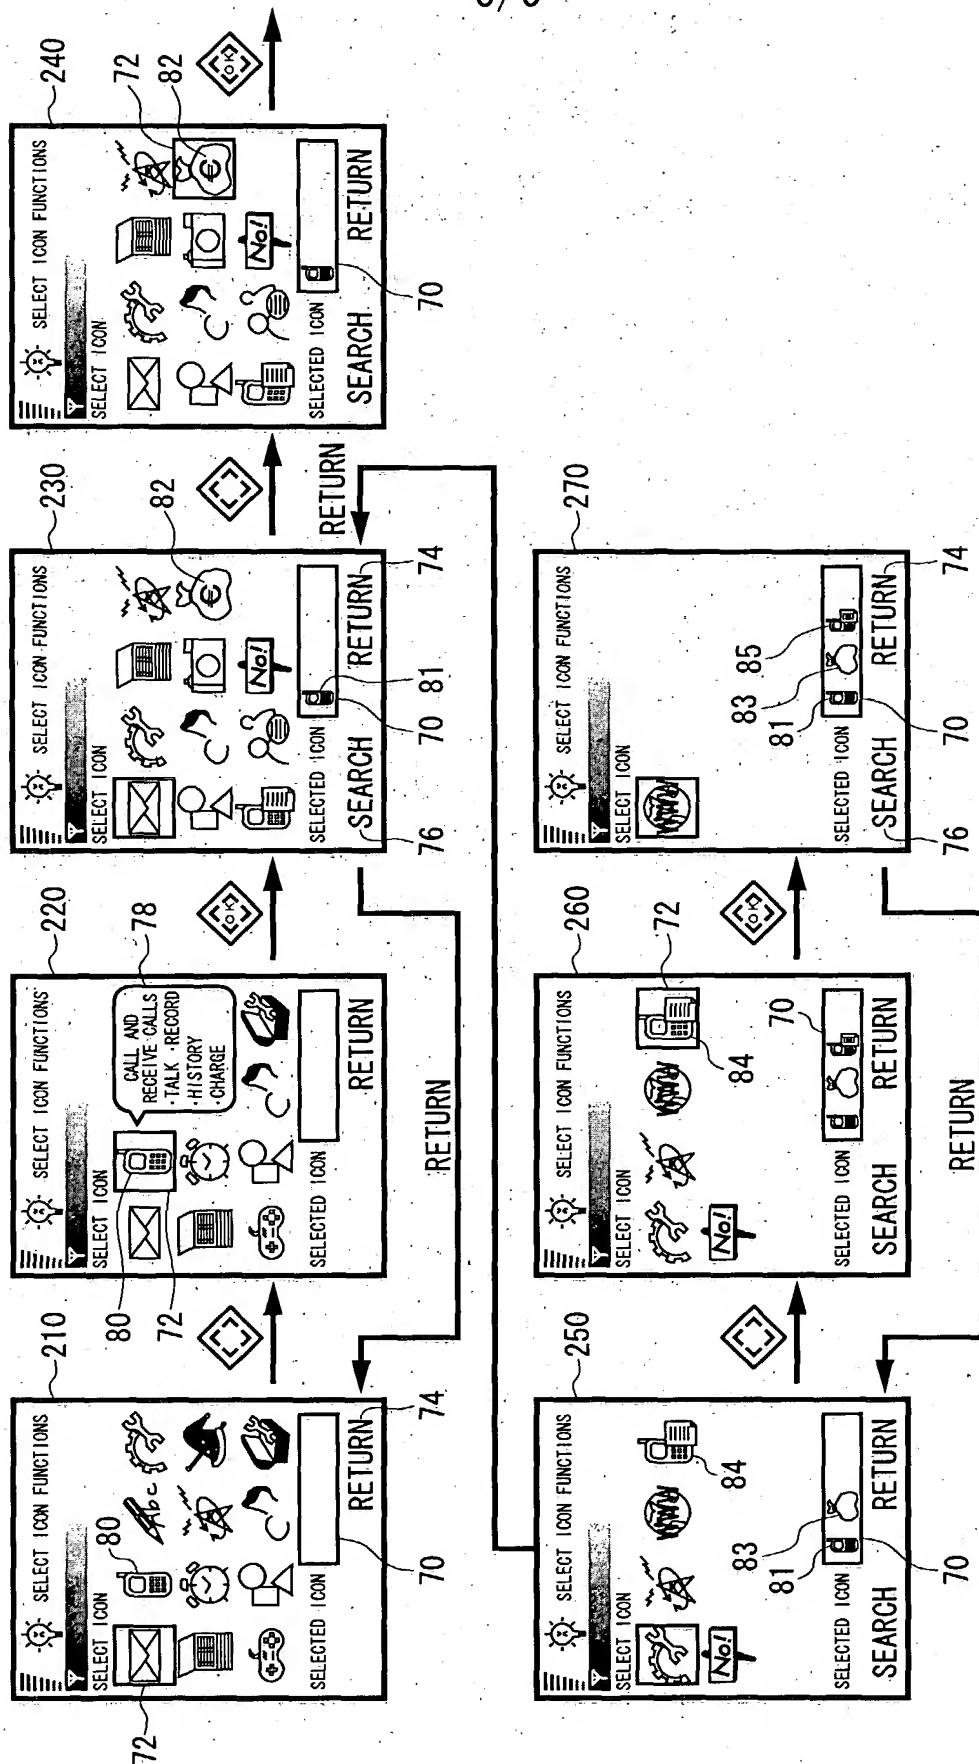 210
SELECT ICON FUNCTIONS
SELECT ICON
Abc
80
72
SELECTED ICON
70
RETURN
74
220
SELECT ICON FUNCTIONS
SELECT ICON
CALL AND
RECEIVE CALLS
·TALK ·RECORD
·HISTORY
·CHARGE
78
80
72
SELECTED ICON
RETURN
OK
230
SELECT ICON FUNCTIONS
SELECT ICON
€
82
No!
SELECTED ICON
81
70
SEARCH
RETURN
76
74
RETURN
240
SELECT ICON FUNCTIONS
SELECT ICON
72
82
€
No!
SELECTED ICON
70
SEARCH
RETURN
OK
RETURN
250
SELECT ICON FUNCTIONS
SELECT ICON
No!
84
83
81
SELECTED ICON
70
SEARCH
RETURN
260
SELECT ICON FUNCTIONS
SELECT ICON
72
No!
84
70
SELECTED ICON
SEARCH
RETURN
OK
270
SELECT ICON FUNCTIONS
SELECT ICON
81
83
85
SELECTED ICON
70
SEARCH
RETURN
76
74
RETURN